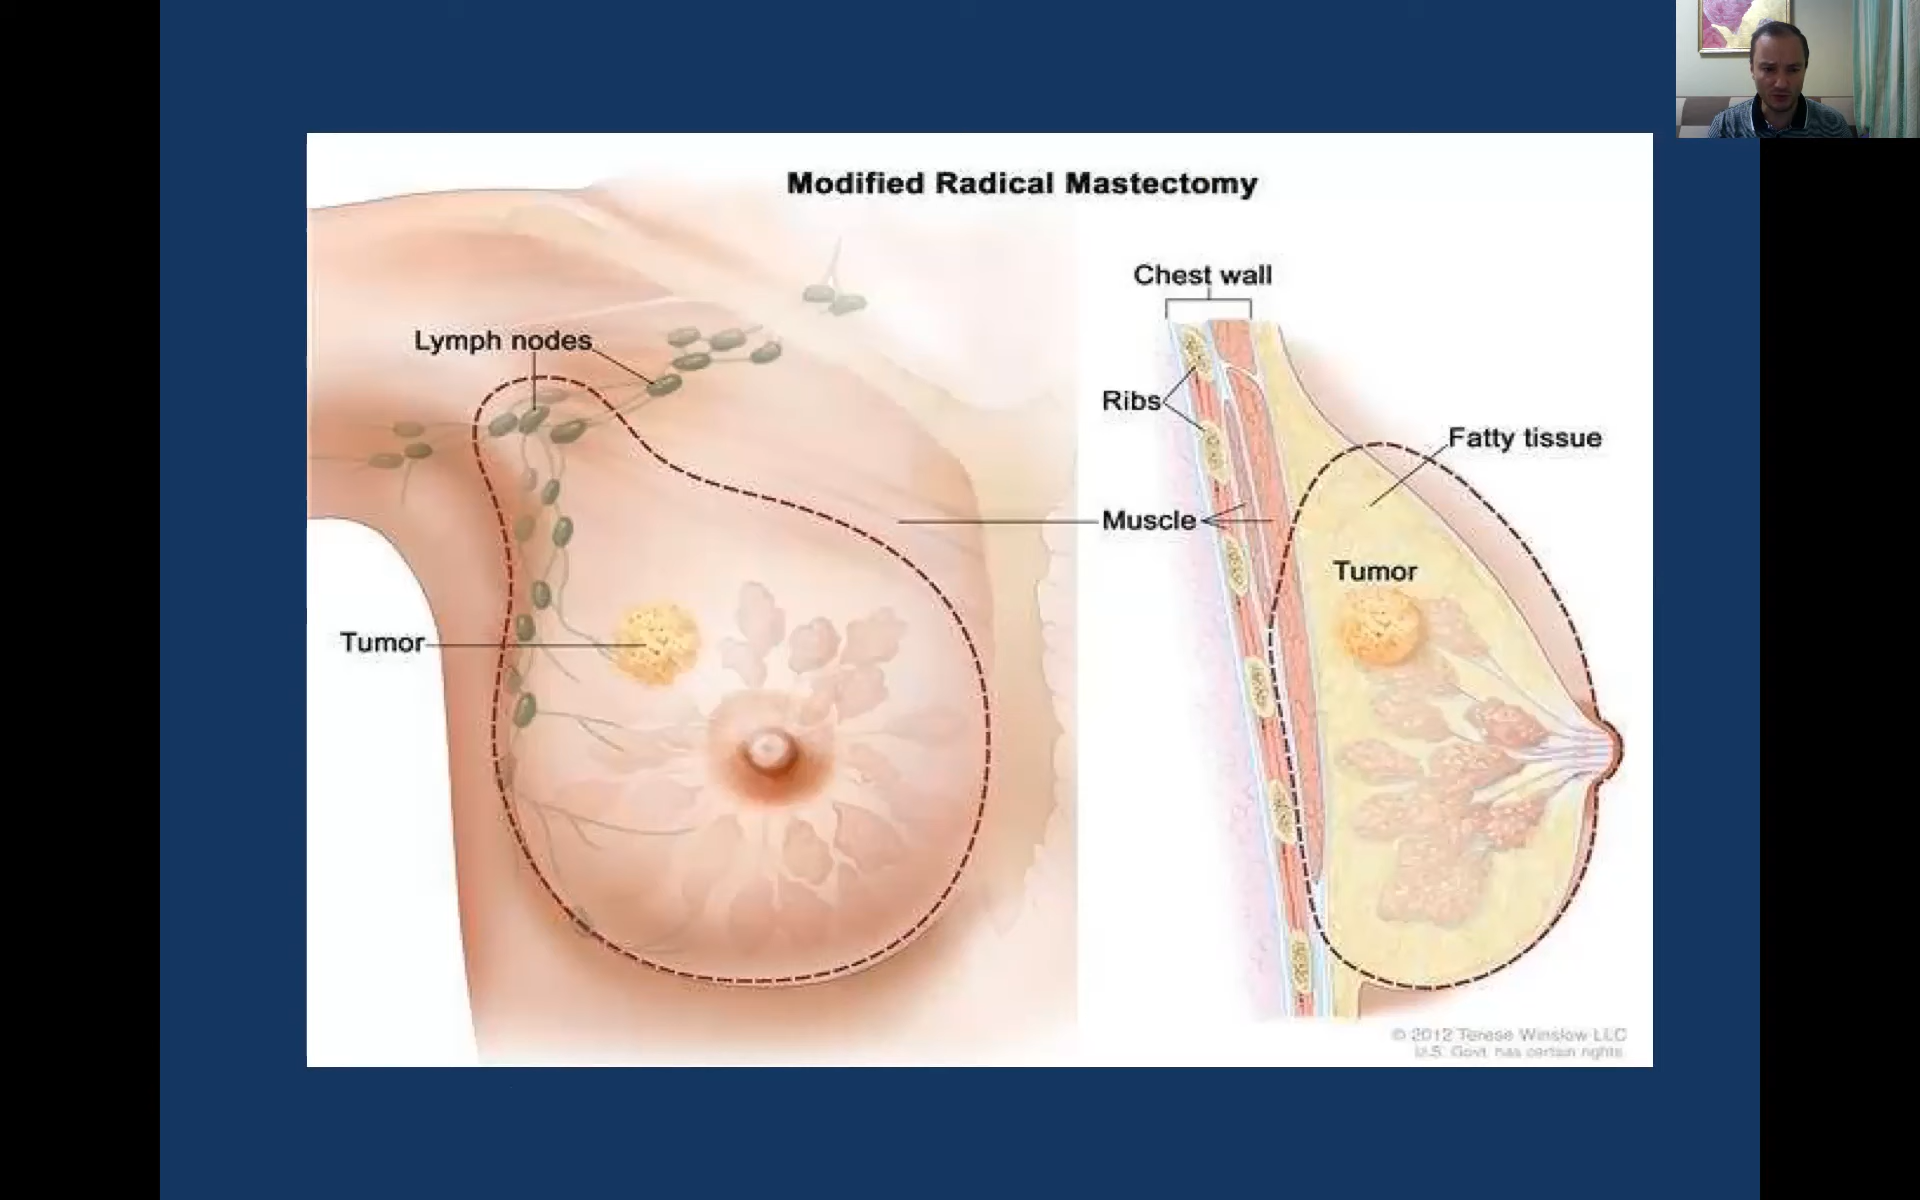 Modified Radical Mastectomy
Chest wall
Lymph nodes
Ribs
Fatty tissue
Muscle
Tumor
Tumor
© 2012 Terese Winslow LLC
U.S. Govt. has certain rights